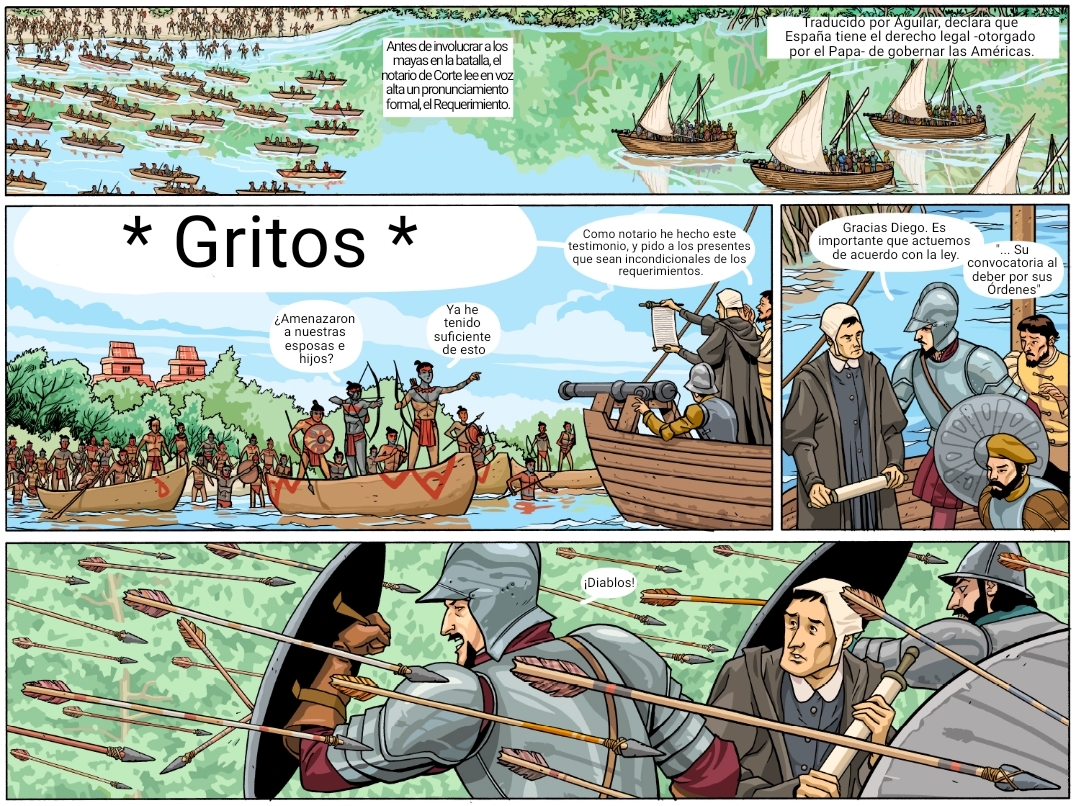 Antes de involucrar a los
mayas en la batalla, el
notario de Corte lee en voz
alta un pronunciamiento
formal, el Requerimiento.
Traducido por Aguilar, declara que
España tiene el derecho legal -otorgado
por el Papa- de gobernar las Américas.
* Gritos *
¿Amenazaron
a nuestras
esposas e
hijos?
Ya he
tenido
suficiente
de esto
Como notario he hecho este
testimonio, y pido a los presentes
que sean incondicionales de los
requerimientos.
Gracias Diego. Es
importante que actuemos
de acuerdo con la ley.
"... Su
convocatoria al
deber por sus
Órdenes"
¡Diablos!